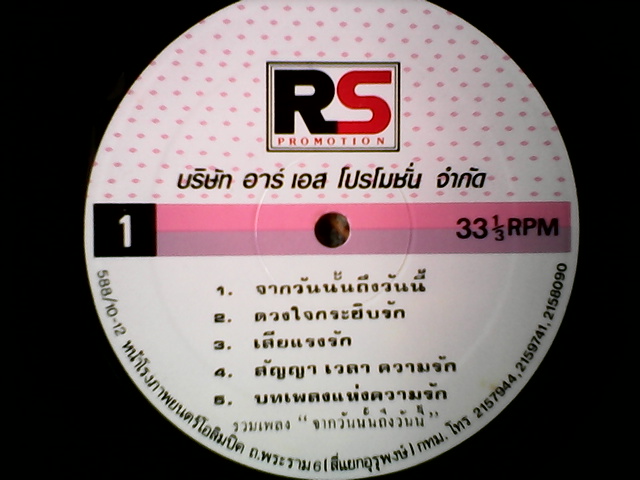 RS
PROMOTION
บริษัท อาร์ เอส โปรโมชั่น จำกัด
1
33 1/3 RPM
1. จากวันนั้นถึงวันนี้
2. ดวงใจกระซิบรัก
3. เสียแรงรัก
4. สัญญา เวลา ความรัก
5. บทเพลงแห่งความรัก
รวมเพลง "จากวันนั้นถึงวันนี้"
588/10-12 หน้าโรงภาพยนตร์โอลิมปิค ถ.พระราม 6 (สี่แยกอุรุพงษ์) กทม. โทร 2157944, 2159741, 2158090